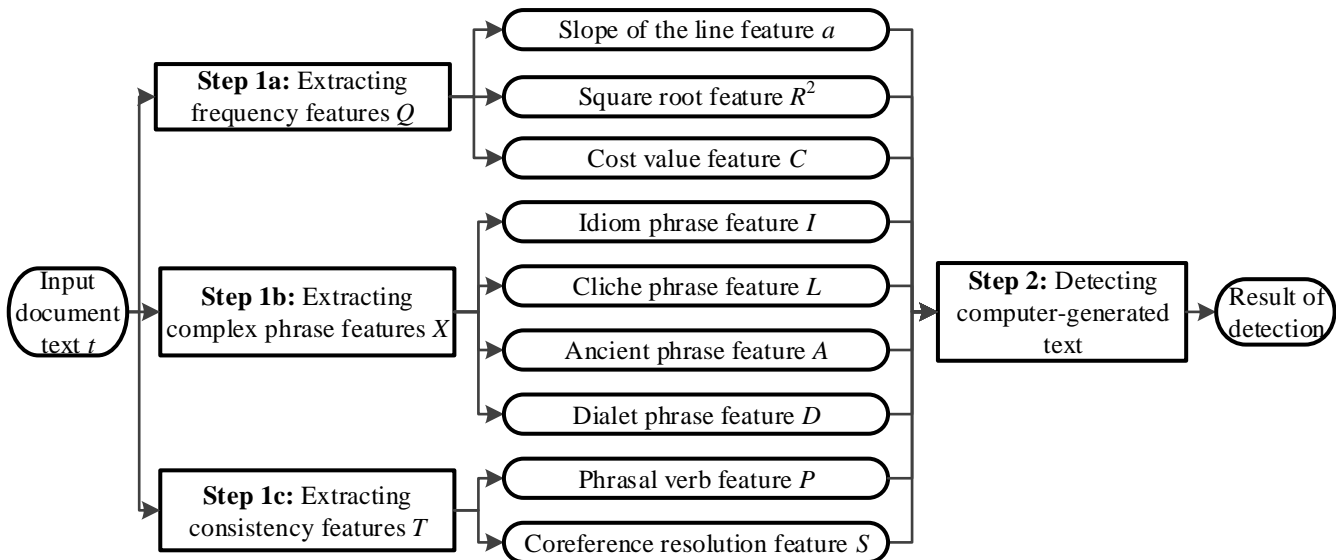 Input
document
text t
Step 1a: Extracting
frequency features Q
Step 1b: Extracting
complex phrase features X
Step 1c: Extracting
consistency features T
Slope of the line feature a
Square root feature R²
Cost value feature C
Idiom phrase feature I
Cliche phrase feature L
Ancient phrase feature A
Dialet phrase feature D
Phrasal verb feature P
Coreference resolution feature S
Step 2: Detecting
computer-generated
text
Result of
detection